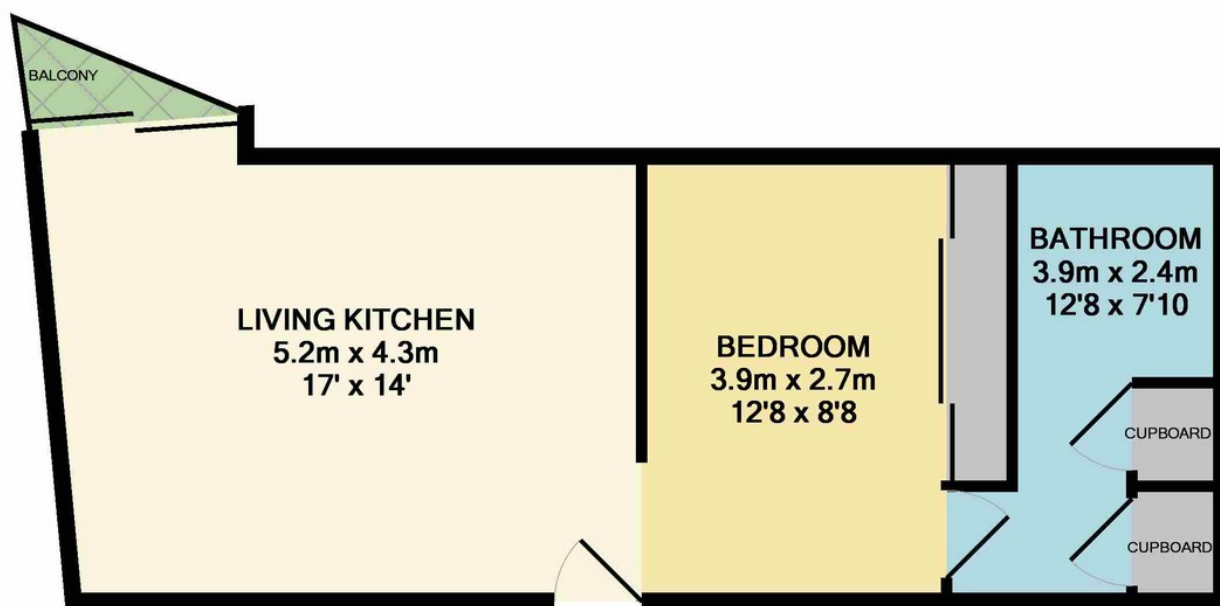 BALCONY
LIVING KITCHEN
5.2m x 4.3m
17' x 14'
BEDROOM
3.9m x 2.7m
12'8 x 8'8
BATHROOM
3.9m x 2.4m
12'8 x 7'10
CUPBOARD
CUPBOARD